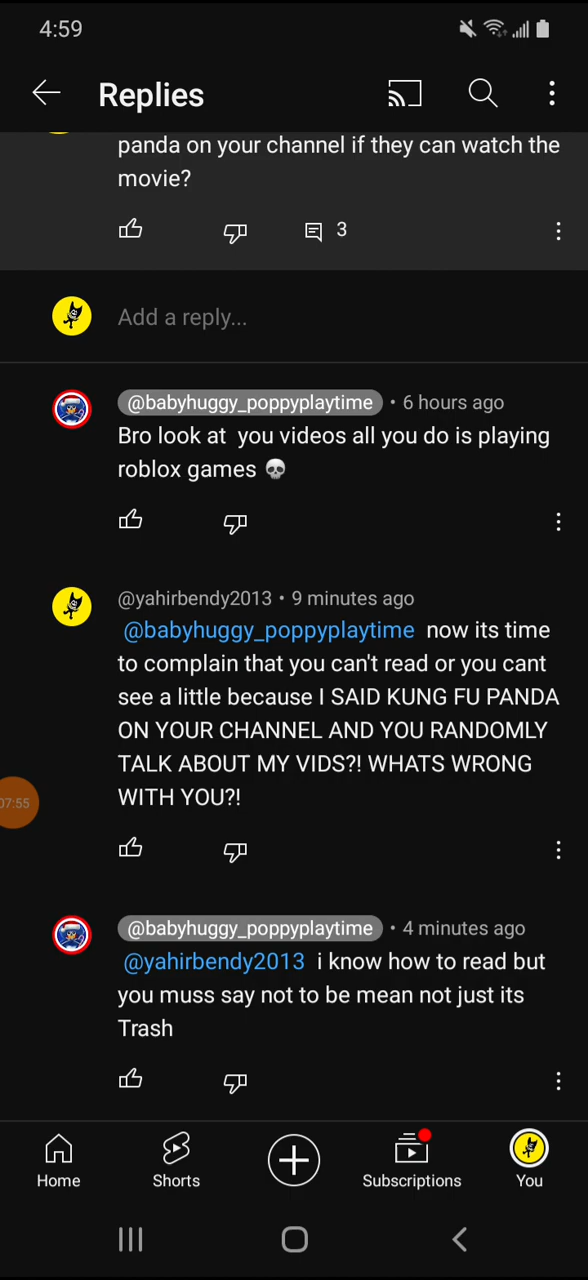 4:59
Replies
panda on your channel if they can watch the
movie?
3
Add a reply...
@babyhuggy_poppyplaytime • 6 hours ago
Bro look at you videos all you do is playing
roblox games 💀
@yahirbendy2013 • 9 minutes ago
@babyhuggy_poppyplaytime now its time
to complain that you can't read or you cant
see a little because I SAID KUNG FU PANDA
ON YOUR CHANNEL AND YOU RANDOMLY
TALK ABOUT MY VIDS?! WHATS WRONG
WITH YOU?!
07:55
@babyhuggy_poppyplaytime • 4 minutes ago
@yahirbendy2013 i know how to read but
you muss say not to be mean not just its
Trash
Home Shorts Subscriptions You